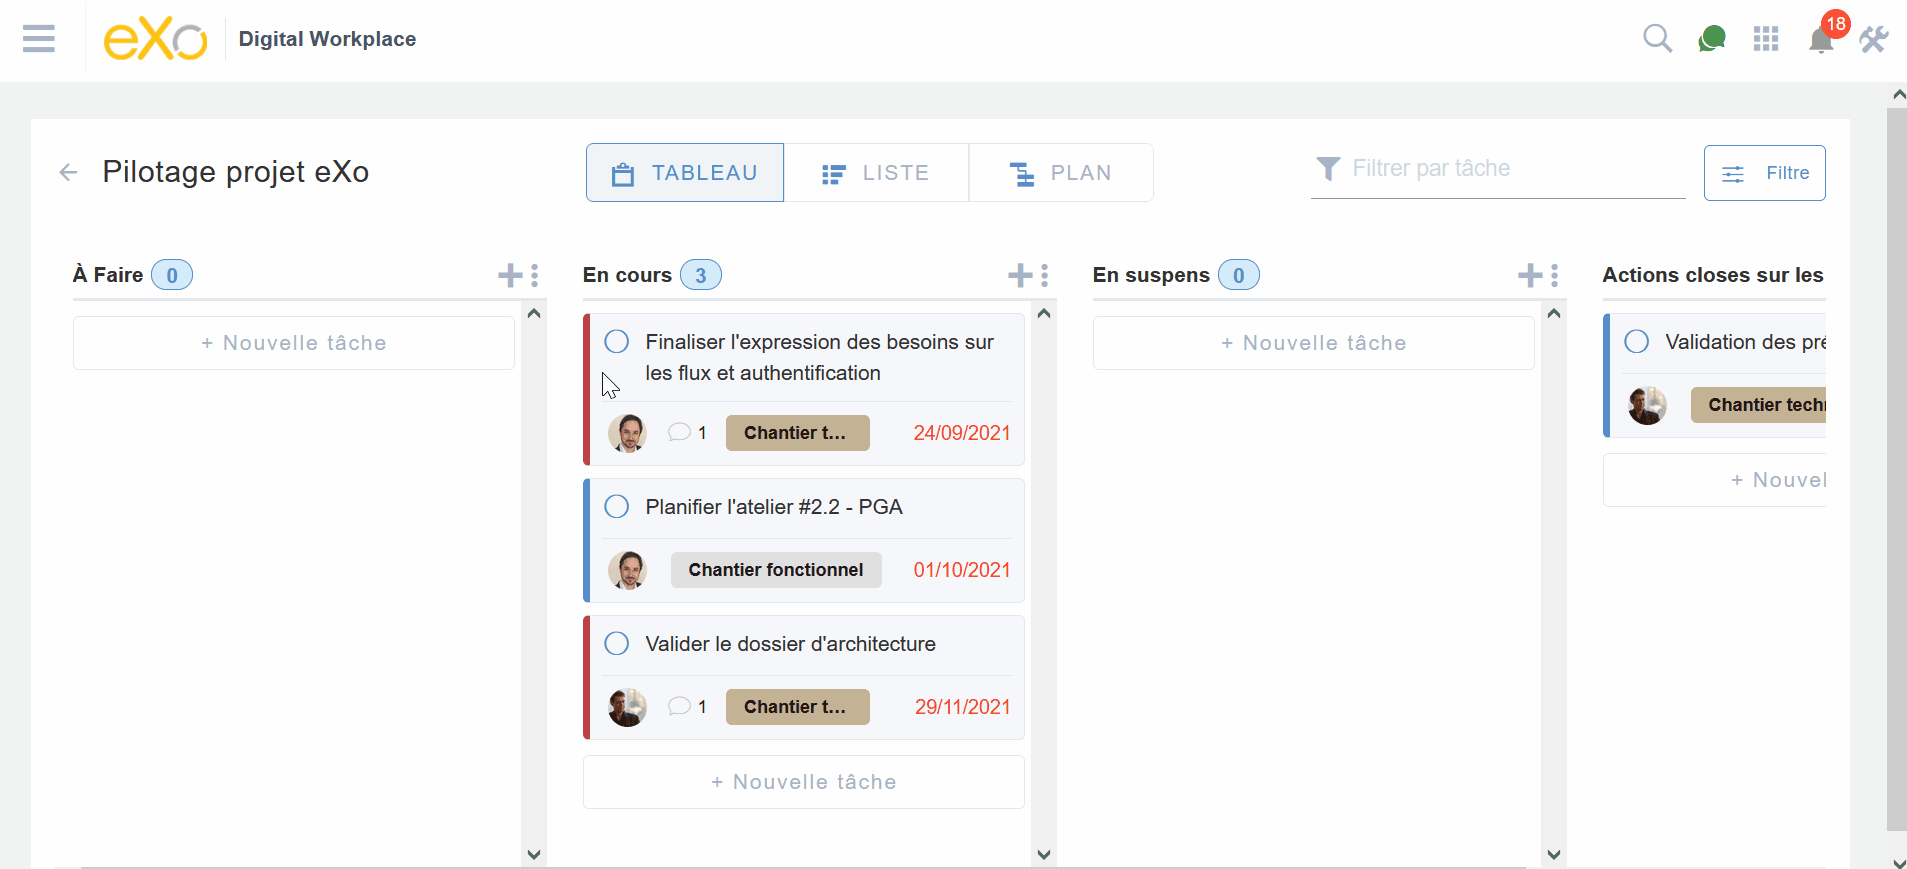 eXo
Digital Workplace
18
Pilotage projet eXo
TABLEAU
LISTE
PLAN
Filtrer par tâche
Filtre
À Faire 0
+ Nouvelle tâche
En cours 3
Finaliser l'expression des besoins sur
les flux et authentification
1
Chantier t...
24/09/2021
Planifier l'atelier #2.2 - PGA
Chantier fonctionnel
01/10/2021
Valider le dossier d'architecture
1
Chantier t...
29/11/2021
+ Nouvelle tâche
En suspens 0
+ Nouvelle tâche
Actions closes sur les
Validation des pré
Chantier techn
+ Nouvel